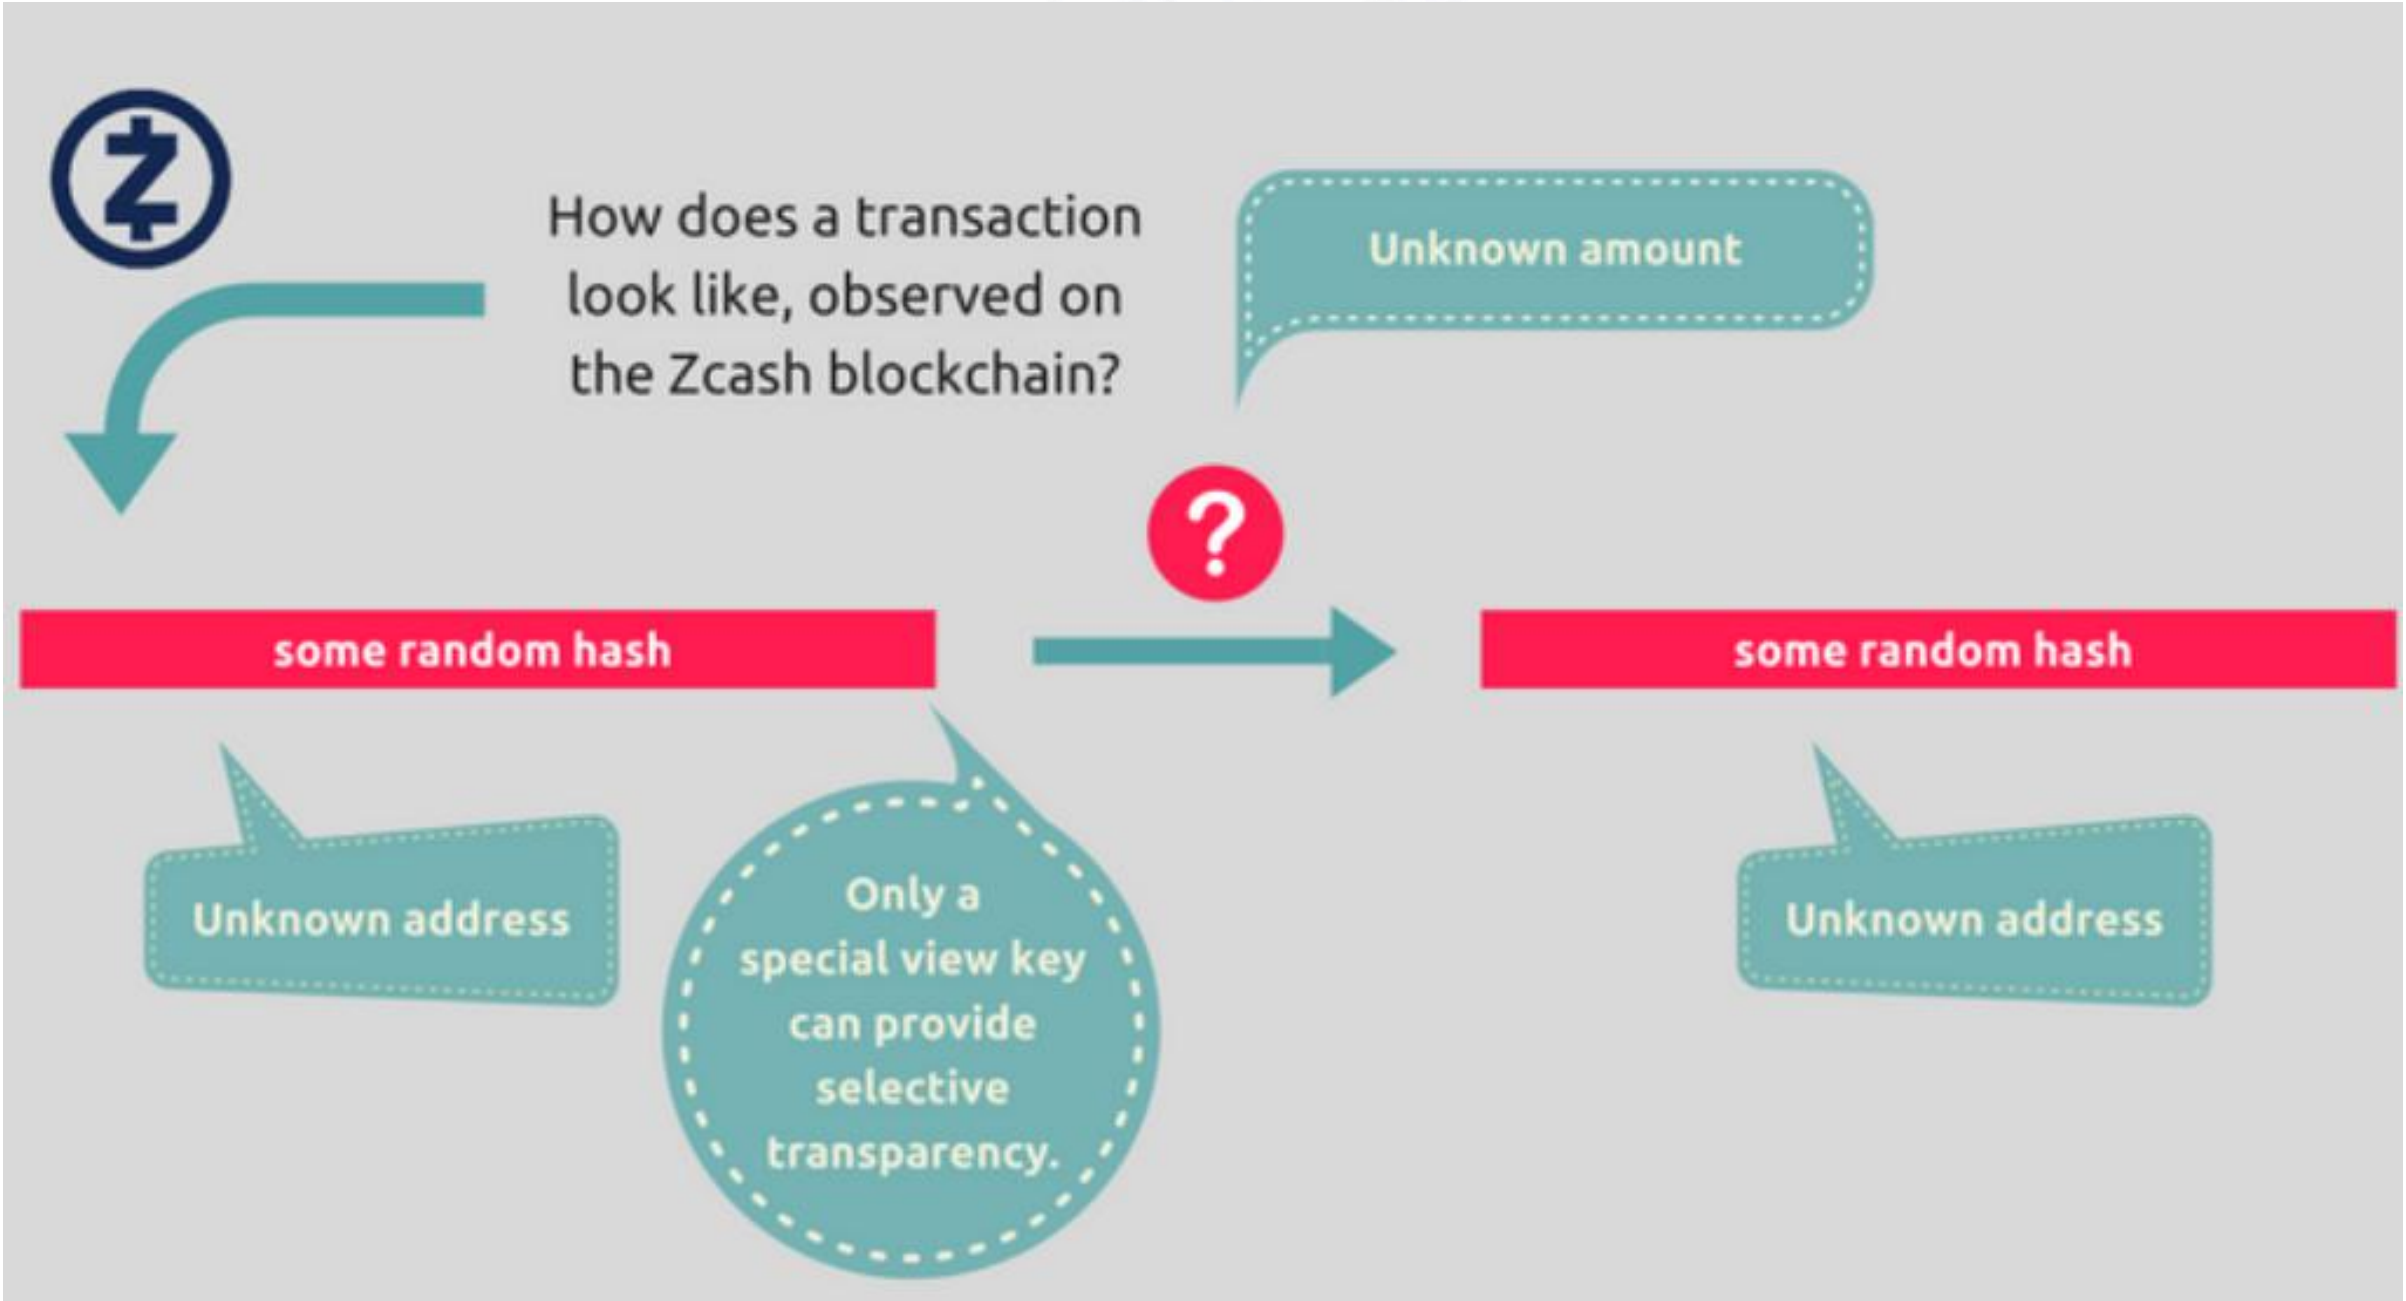 How does a transaction
look like, observed on
the Zcash blockchain?
Unknown amount
?
some random hash
some random hash
Unknown address
Only a
special view key
can provide
selective
transparency.
Unknown address